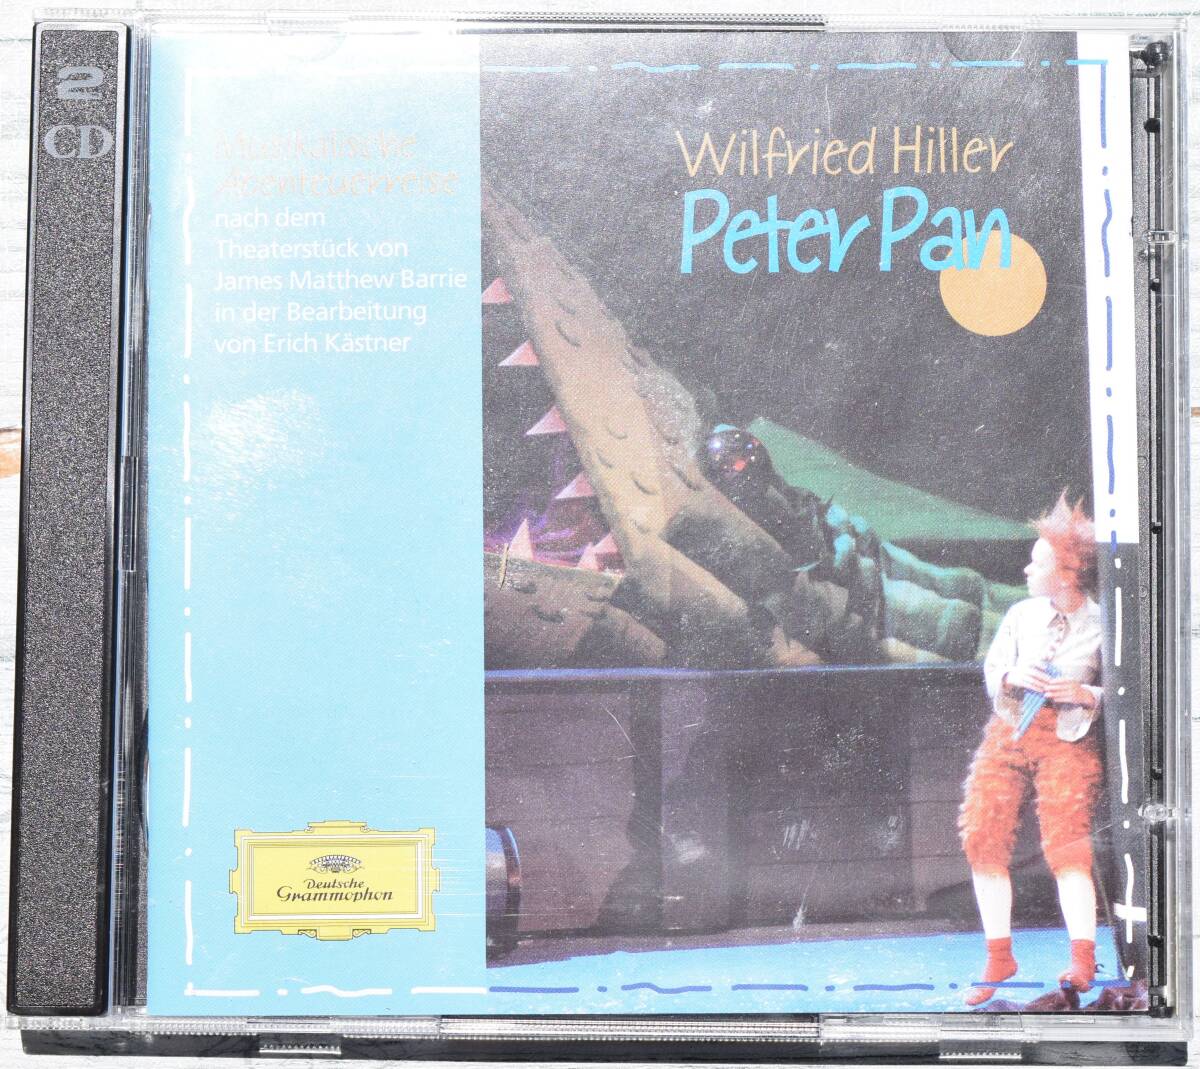 2
CD
Musikalische
Abenteuerreise
nach dem
Theaterstück von
James Matthew Barrie
in der Bearbeitung
von Erich Kästner
Wilfried Hiller
Peter Pan
Deutsche
Grammophon